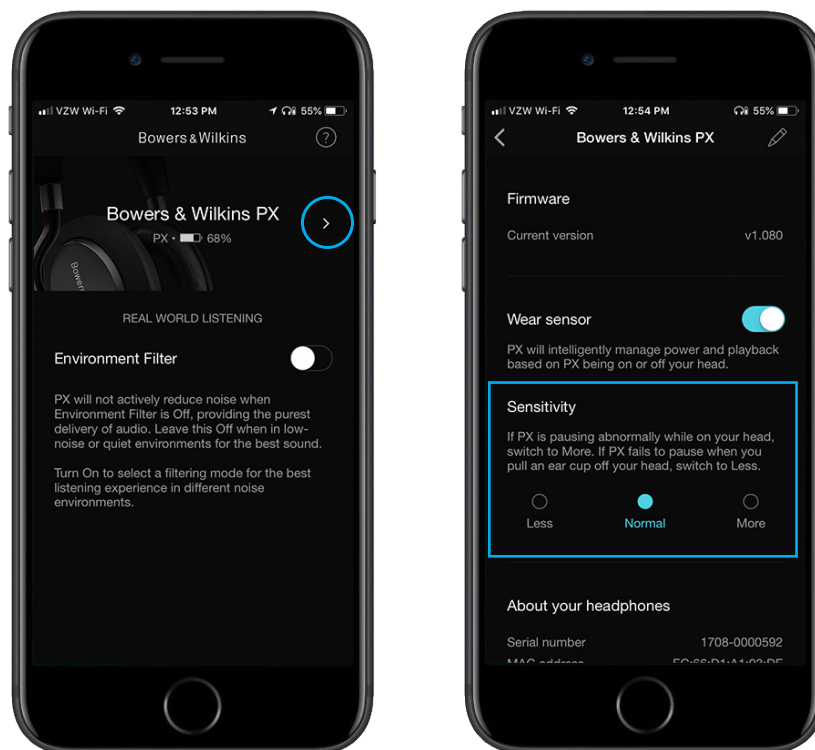 VZW Wi-Fi 12:53 PM 55%
Bowers & Wilkins ?
Bowers & Wilkins PX
PX • 68%
Bowers
REAL WORLD LISTENING
Environment Filter
PX will not actively reduce noise when
Environment Filter is Off, providing the purest
delivery of audio. Leave this Off when in low-
noise or quiet environments for the best sound.
Turn On to select a filtering mode for the best
listening experience in different noise
environments.
VZW Wi-Fi 12:54 PM 55%
Bowers & Wilkins PX
Firmware
Current version v1.080
Wear sensor
PX will intelligently manage power and playback
based on PX being on or off your head.
Sensitivity
If PX is pausing abnormally while on your head,
switch to More. If PX fails to pause when you
pull an ear cup off your head, switch to Less.
Less Normal More
About your headphones
Serial number 1708-0000592
MAC address